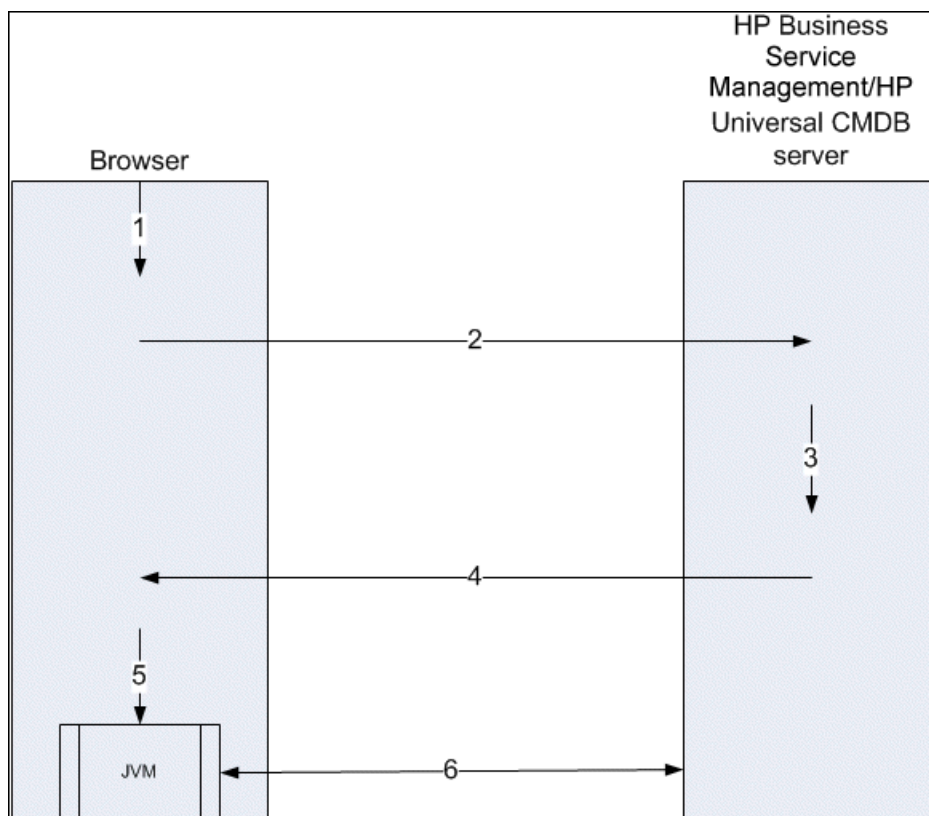 HP Business
Service
Management/HP
Universal CMDB
server
Browser
1
2
3
4
5
JVM
6